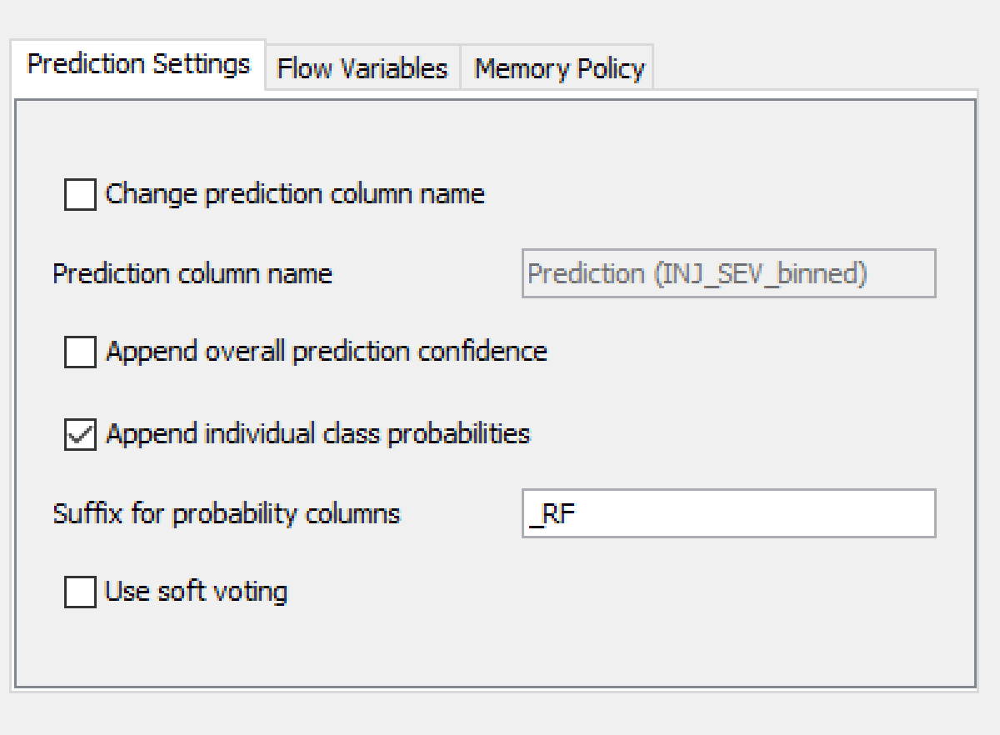 Prediction Settings Flow Variables Memory Policy
Change prediction column name
Prediction column name Prediction (INJ_SEV_binned)
Append overall prediction confidence
Append individual class probabilities
Suffix for probability columns _RF
Use soft voting